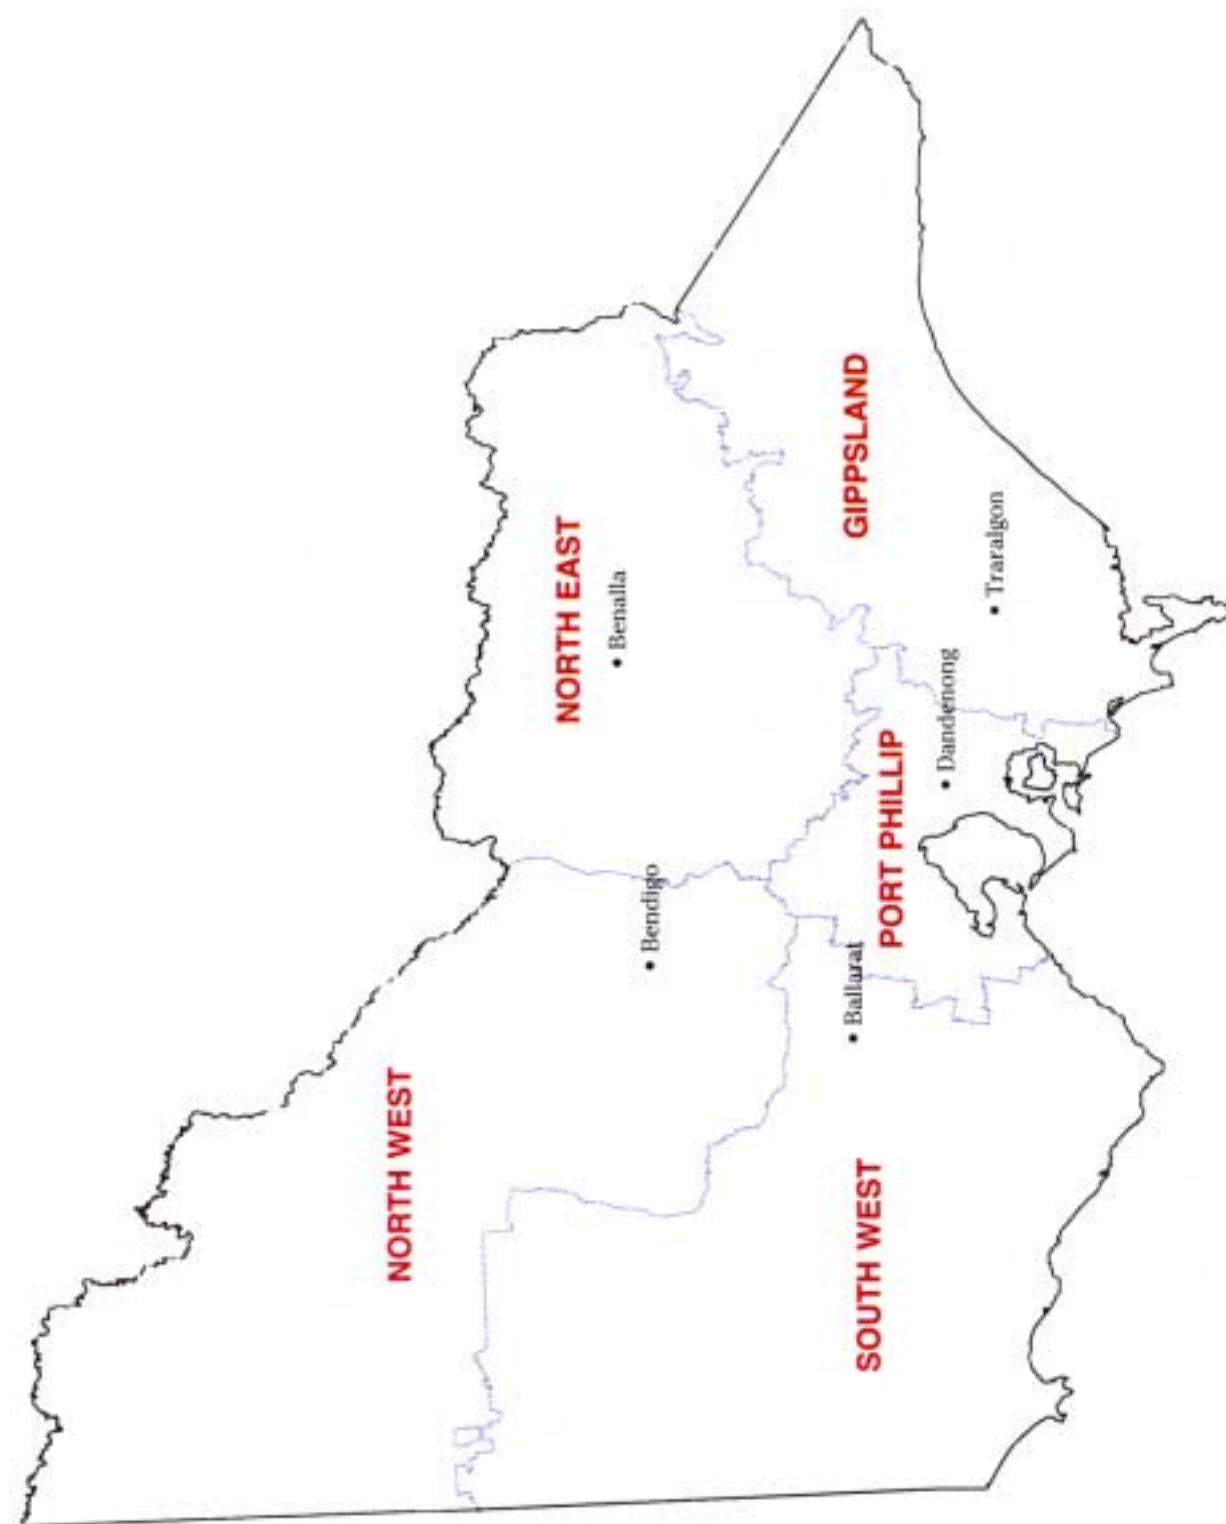 NORTH WEST
NORTH EAST
Benalla
Bendigo
GIPPSLAND
Traralgon
Dandenong
PORT PHILLIP
Ballarat
SOUTH WEST